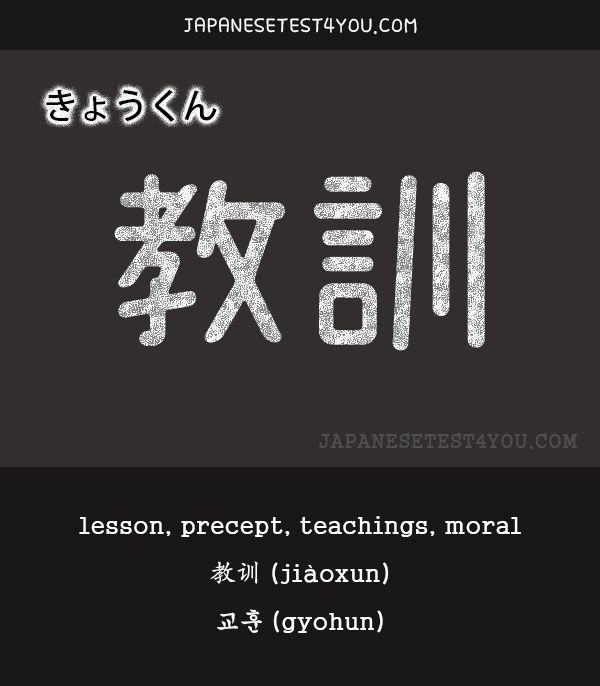 JAPANESETEST4YOU.COM
きょうくん
教訓
JAPANESETEST4YOU.COM
lesson, precept, teachings, moral
教训 (jiàoxun)
교훈 (gyohun)